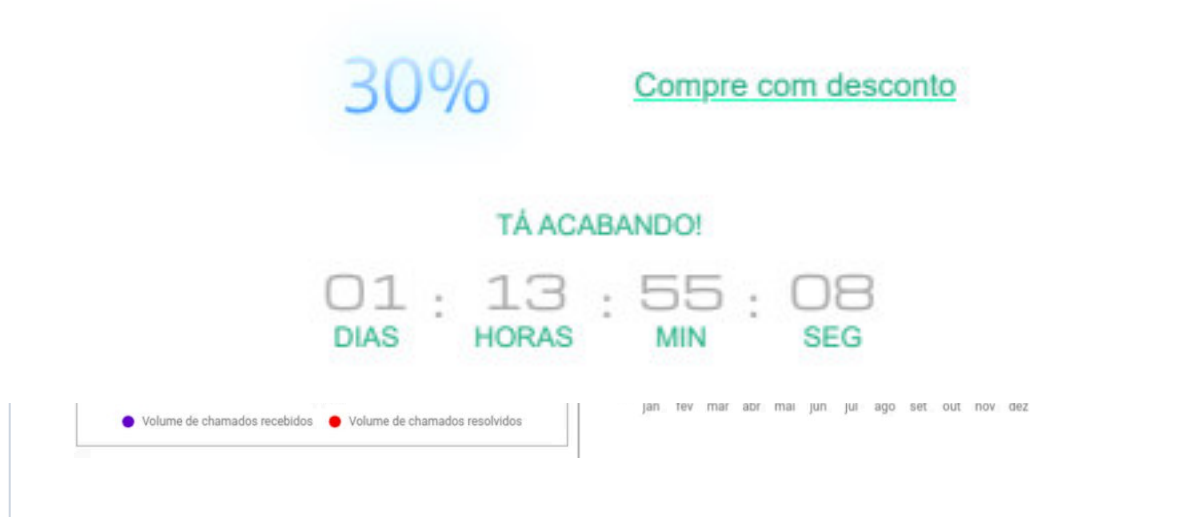 30%
Compre com desconto
TÁ ACABANDO!
01 : 13 : 55 : 08
DIAS HORAS MIN SEG
Volume de chamados recebidos Volume de chamados resolvidos
jan fev mar abr mai jun jul ago set out nov dez